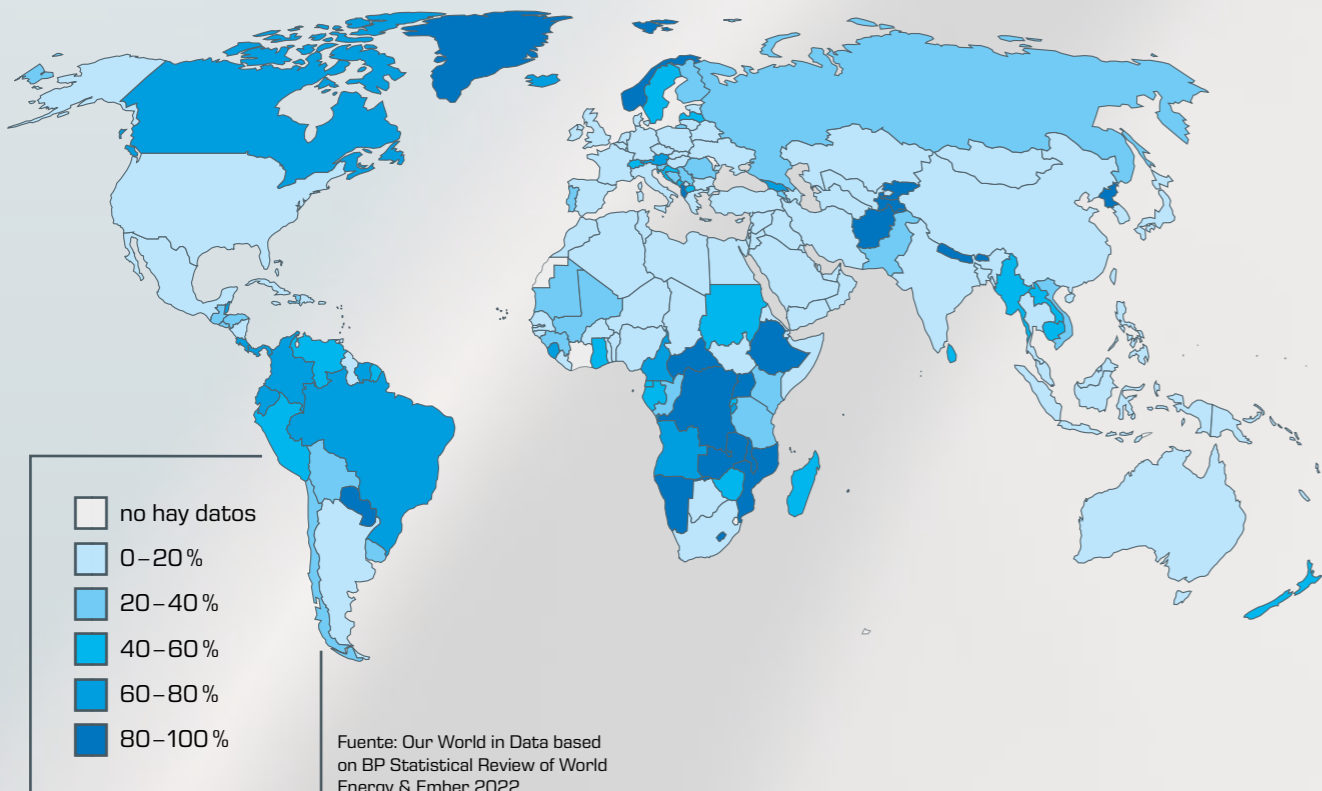 no hay datos
0–20 %
20–40 %
40–60 %
60–80 %
80–100 %
Fuente: Our World in Data based
on BP Statistical Review of World
Energy & Ember 2022